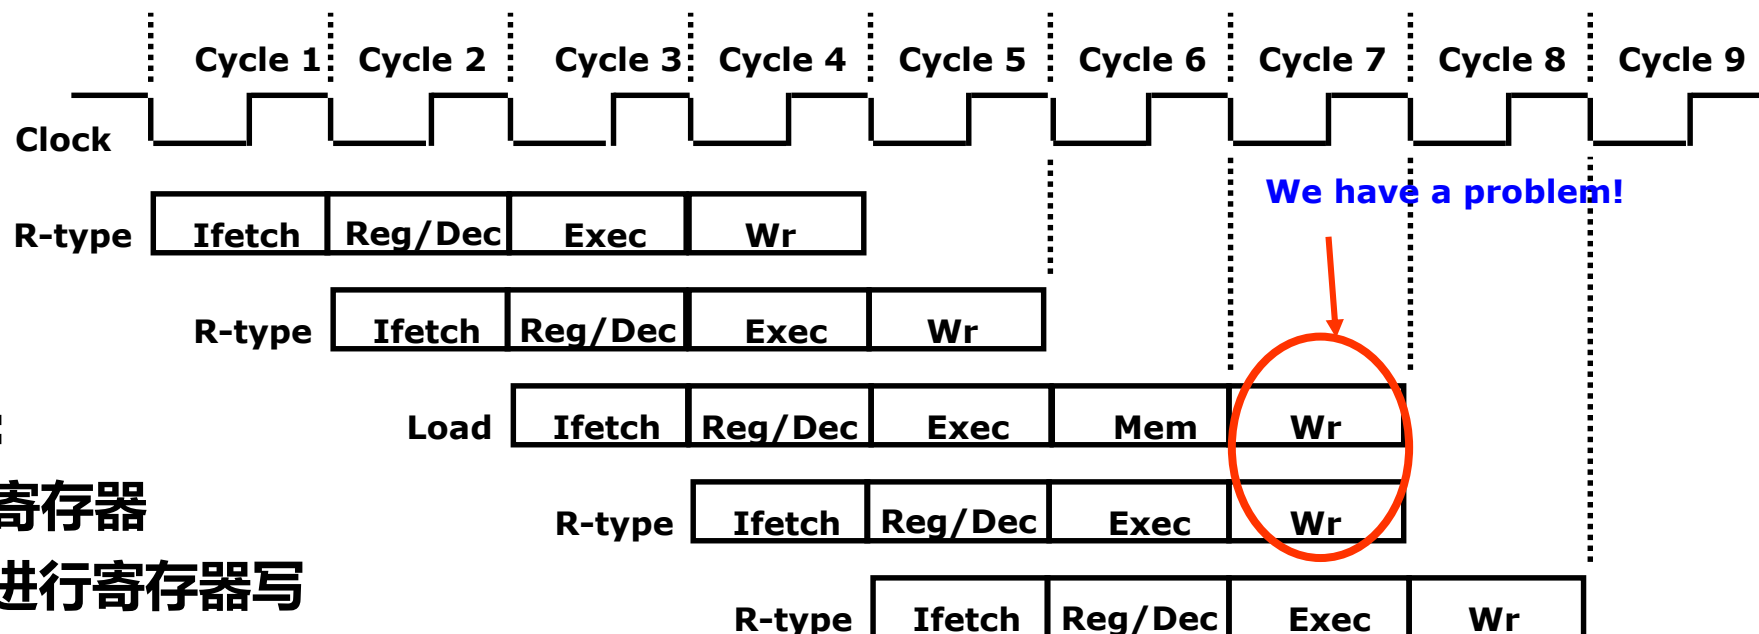 Cycle 1 Cycle 2 Cycle 3 Cycle 4 Cycle 5 Cycle 6 Cycle 7 Cycle 8 Cycle 9
Clock
We have a problem!
R-type Ifetch Reg/Dec Exec Wr
R-type Ifetch Reg/Dec Exec Wr
Load Ifetch Reg/Dec Exec Mem Wr
寄存器
R-type Ifetch Reg/Dec Exec Wr
进行寄存器写
R-type Ifetch Reg/Dec Exec Wr